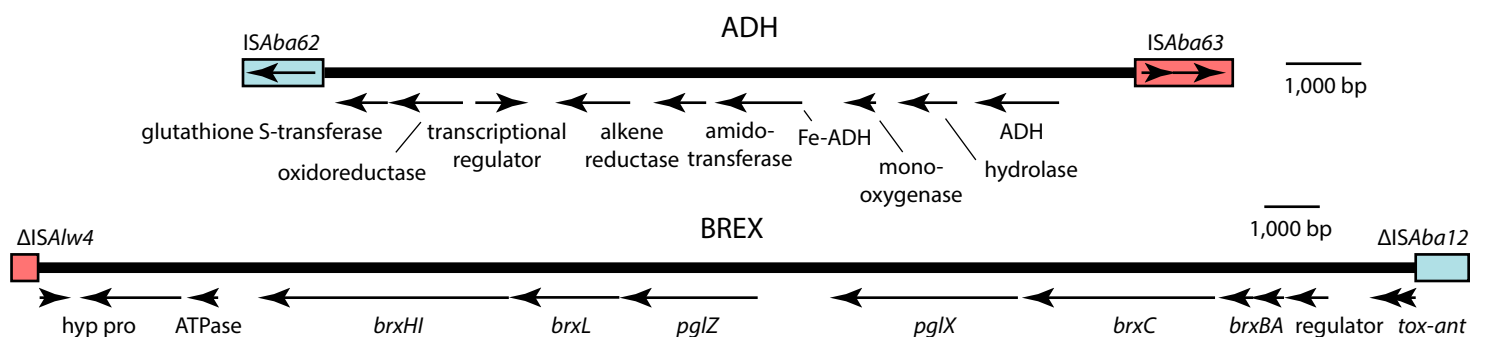 ADH
ISAba62
ISAba63
1,000 bp
glutathione S-transferase
oxidoreductase
transcriptional
regulator
alkene
reductase
amido-
transferase
Fe-ADH
mono-
oxygenase
hydrolase
ADH
BREX
1,000 bp
ΔISAlw4
ΔISAba12
hyp pro
ATPase
brxHI
brxL
pglZ
pglX
brxC
brxBA
regulator
tox-ant